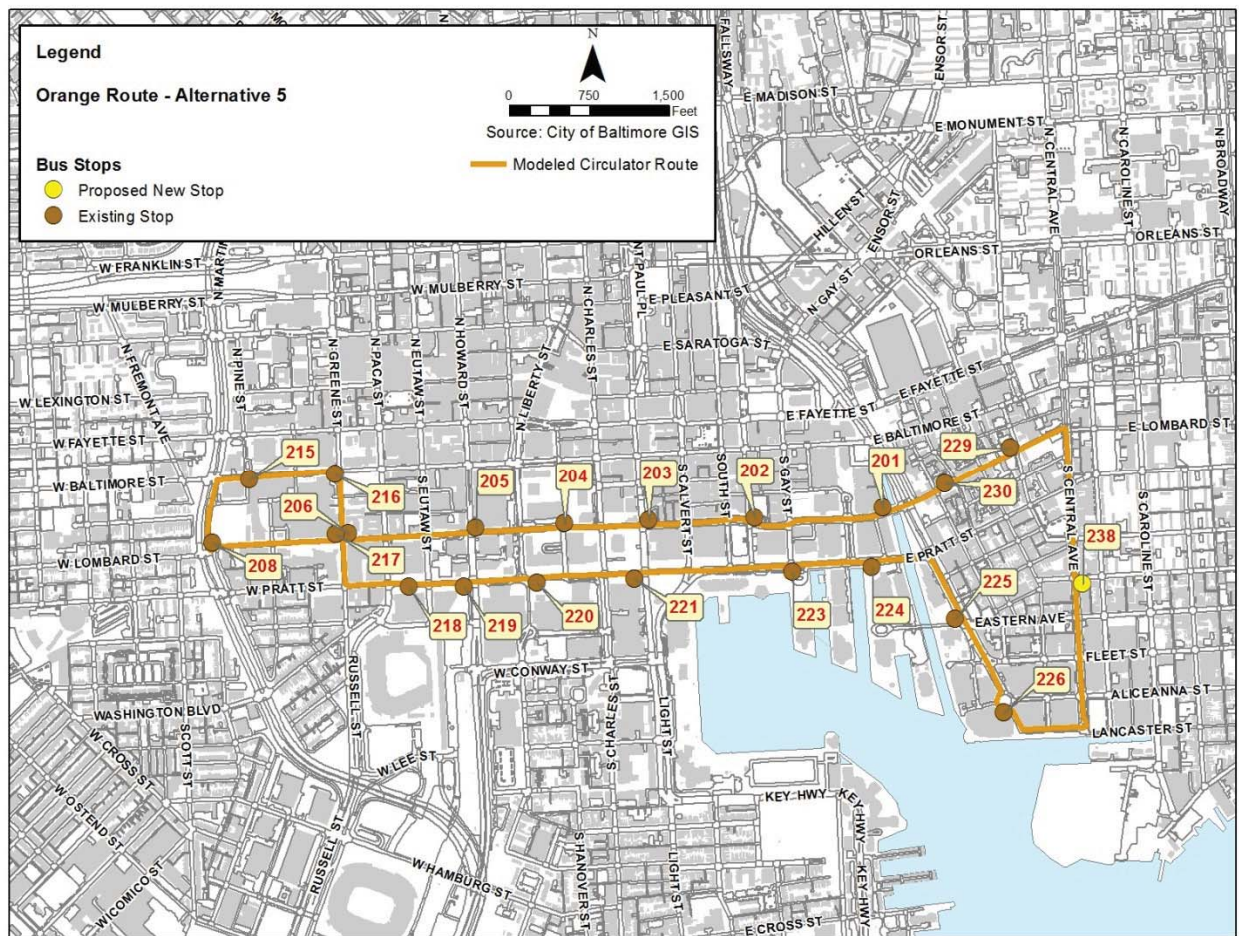 Legend
Orange Route - Alternative 5
N
0 750 1,500
Feet
Source: City of Baltimore GIS
Modeled Circulator Route
Bus Stops
Proposed New Stop
Existing Stop
FALLSWAY
ENSOR ST
E MADISON ST
E MONUMENT ST
N CENTRAL AVE
N CAROLINE ST
N BROADWAY
HILLEN ST
ENSOR ST
ORLEANS ST
ORLEANS ST
W FRANKLIN ST
N MARTIN
W MULBERRY ST
W MULBERRY ST
N CHARLES ST
NT PAUL PL
E PLEASANT ST
N GAY ST
E SARATOGA ST
N FREMONT AVE
N PINE ST
N GREENE ST
N PACA ST
N EUTAW ST
N HOWARD ST
N LIBERTY ST
W LEXINGTON ST
E FAYETTE ST
E FAYETTE ST
W FAYETTE ST
E BALTIMORE ST
E LOMBARD ST
W BALTIMORE ST
215
216
206
217
205
204
203
202
201
229
230
S EUTAW ST
S CALVERT ST
SOUTH ST
S GAY ST
S CENTRAL AVE
S CAROLINE ST
238
W LOMBARD ST
208
E PRATT ST
W PRATT ST
218
219
220
221
223
224
225
EASTERN AVE
FLEET ST
226
ALICEANNA ST
LANCASTER ST
RUSSELL ST
W CONWAY ST
WASHINGTON BLVD
SCOTT ST
W CROSS ST
W LEE ST
S CHARLES ST
LIGHT ST
W OSTEND ST
RUSSELL ST
KEY HWY
KEY HWY
W HAMBURG ST
S HANOVER ST
LIGHT ST
KEY HWY
WICOMICO ST
E CROSS ST